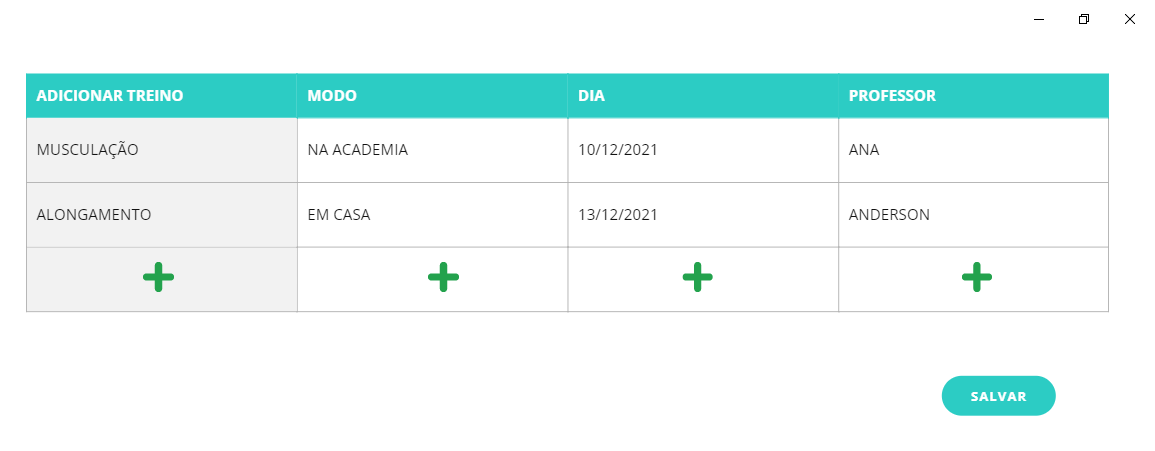 ADICIONAR TREINO MODO DIA PROFESSOR
MUSCULAÇÃO NA ACADEMIA 10/12/2021 ANA
ALONGAMENTO EM CASA 13/12/2021 ANDERSON
SALVAR